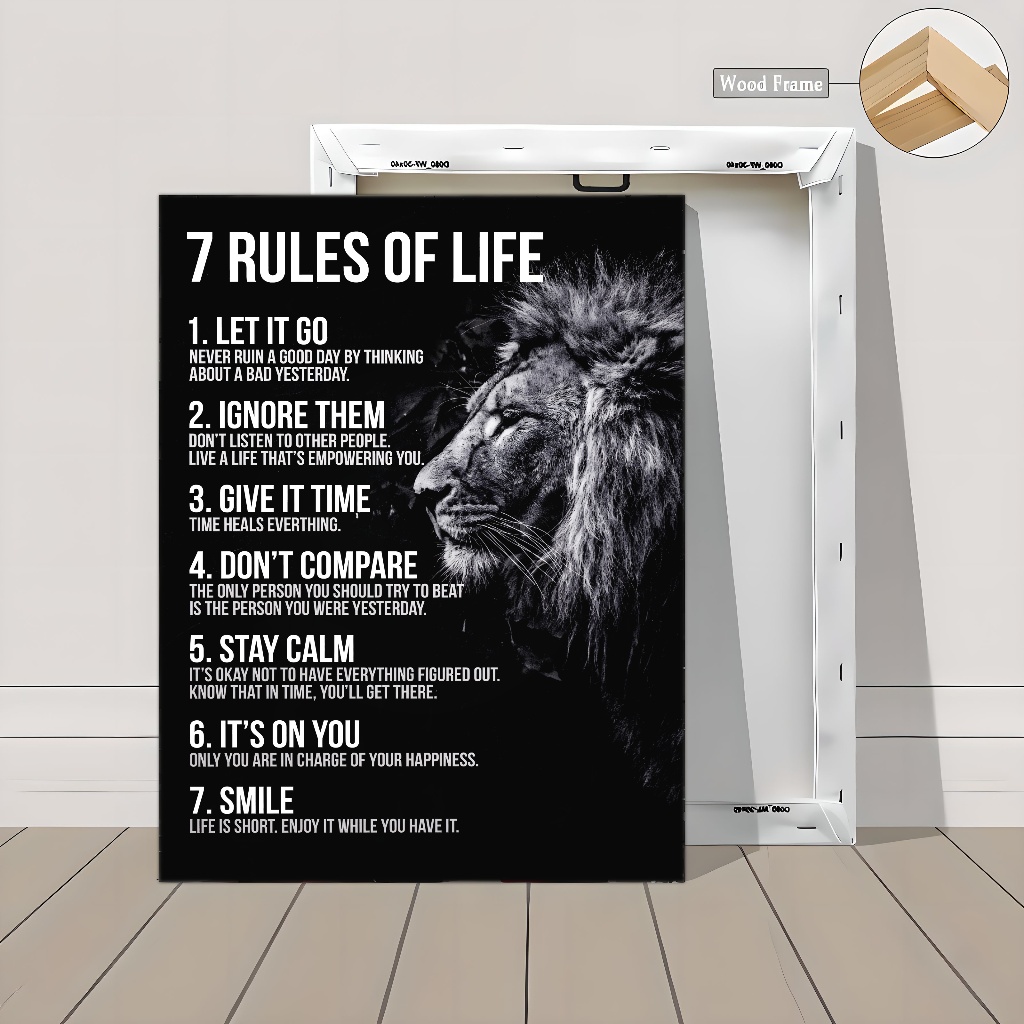 Wood Frame
7 RULES OF LIFE
1. LET IT GO
NEVER RUIN A GOOD DAY BY THINKING
ABOUT A BAD YESTERDAY.
2. IGNORE THEM
DON'T LISTEN TO OTHER PEOPLE.
LIVE A LIFE THAT'S EMPOWERING YOU.
3. GIVE IT TIME
TIME HEALS EVERTHING.
4. DON'T COMPARE
THE ONLY PERSON YOU SHOULD TRY TO BEAT
IS THE PERSON YOU WERE YESTERDAY.
5. STAY CALM
IT'S OKAY NOT TO HAVE EVERYTHING FIGURED OUT.
KNOW THAT IN TIME, YOU'LL GET THERE.
6. IT'S ON YOU
ONLY YOU ARE IN CHARGE OF YOUR HAPPINESS.
7. SMILE
LIFE IS SHORT. ENJOY IT WHILE YOU HAVE IT.